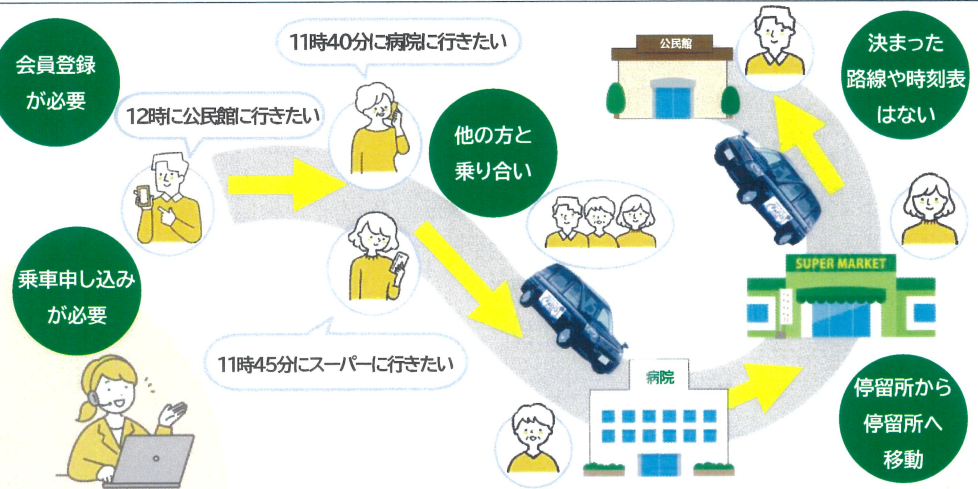 会員登録
が必要
11時40分に病院に行きたい
12時に公民館に行きたい
他の方と
乗り合い
公民館
決まった
路線や時刻表
はない
乗車申し込み
が必要
11時45分にスーパーに行きたい
SUPER MARKET
病院
停留所から
停留所へ
移動